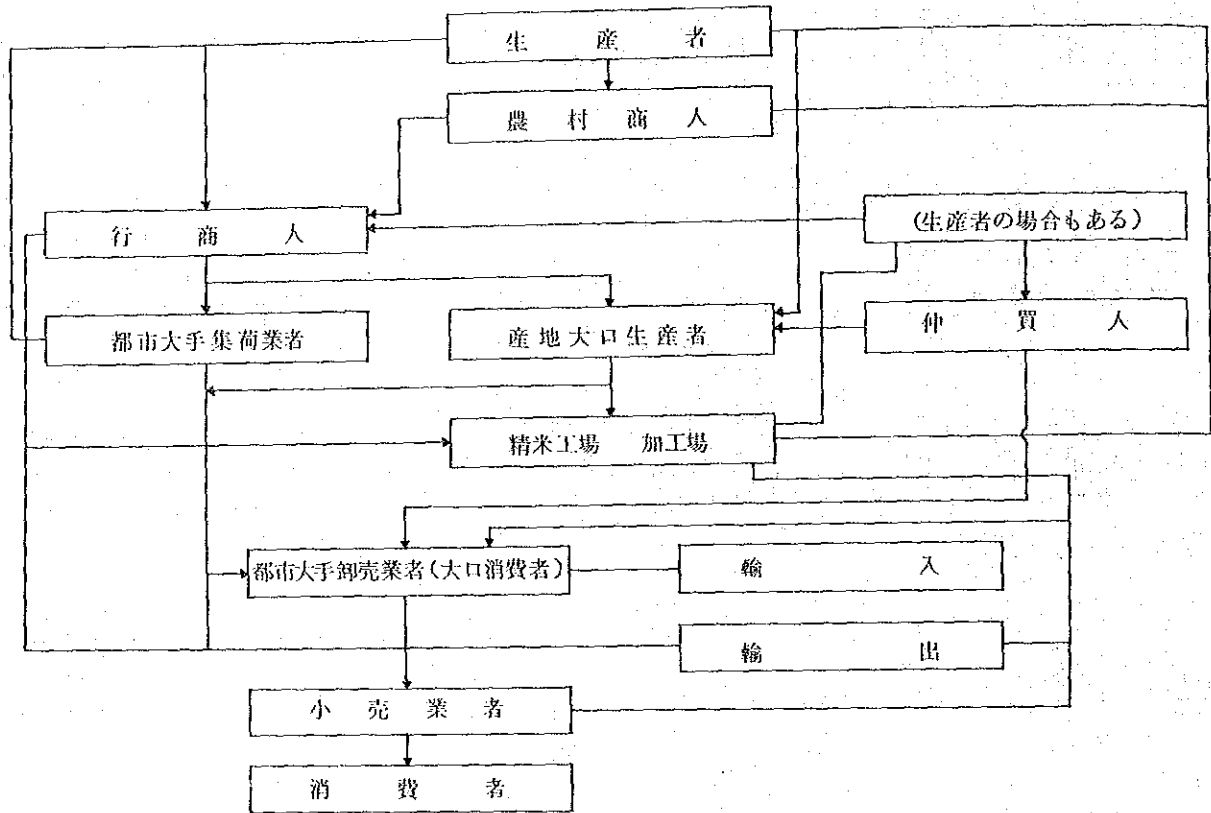 生産者
農村商人
行商人
(生産者の場合もある)
都市大手集荷業者
産地大口生産者
仲買人
精米工場 加工場
都市大手卸売業者(大口消費者)
輸入
輸出
小売業者
消費者